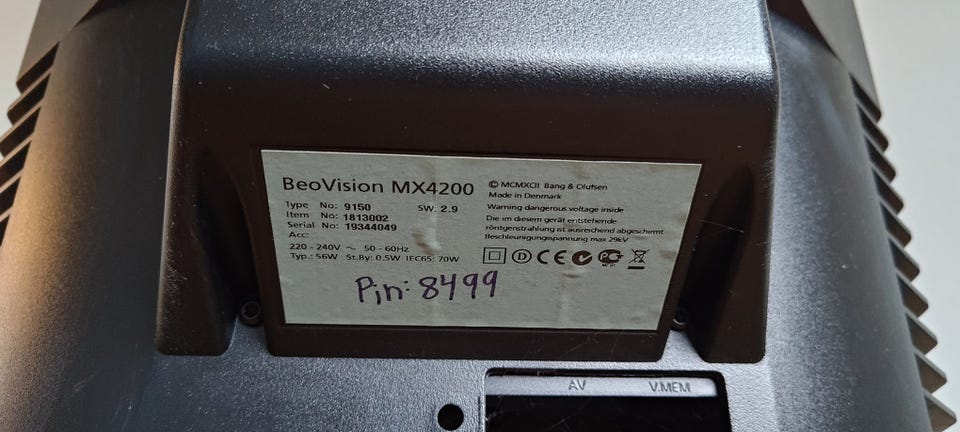 BeoVision MX4200
© MCMXCII Bang & Olufsen
Made in Denmark
Type No: 9150 SW. 2.9
Item No: 1813002
Serial No: 19344049
Acc:
Warning dangerous voltage inside
Die im diesem gerät entstehende
röntgenstrahlung ist ausreichend abgeschirmt
Beschleunigungspannung max 29kV
220 - 240V ~ 50 - 60Hz
Typ.: 56W St.By: 0.5W IEC65: 70W
D CE
Pin: 8499
AV V.MEM